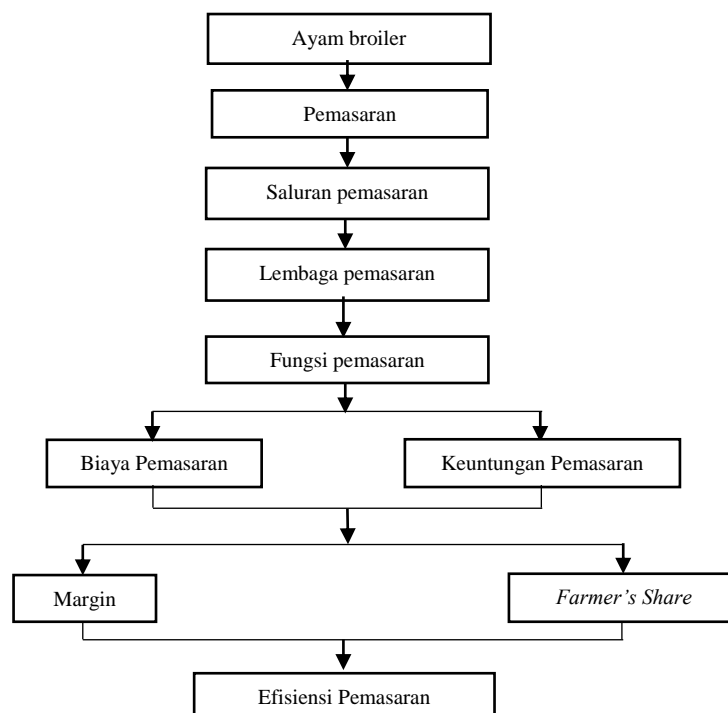 Ayam broiler
Pemasaran
Saluran pemasaran
Lembaga pemasaran
Fungsi pemasaran
Biaya Pemasaran
Keuntungan Pemasaran
Margin
Farmer’s Share
Efisiensi Pemasaran